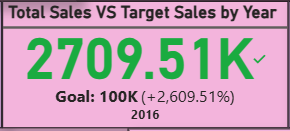 Total Sales VS Target Sales by Year
2709.51K✓
Goal: 100K (+2,609.51%)
2016